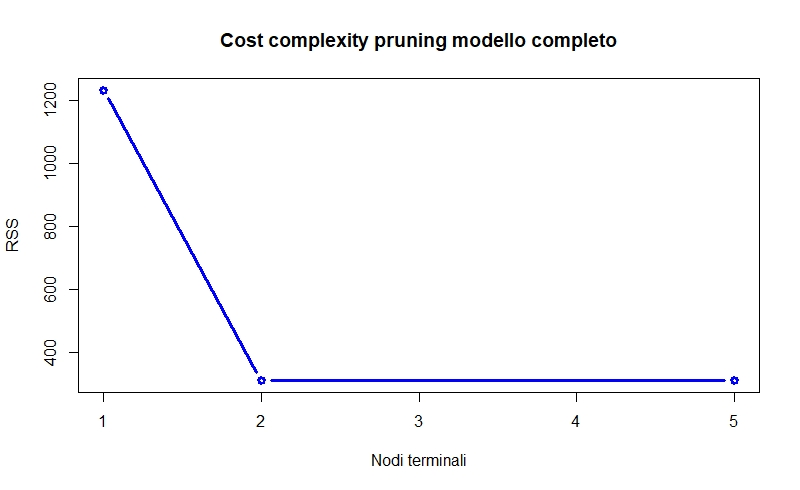 Cost complexity pruning modello completo
RSS
1200
1000
800
600
400
1 2 3 4 5
Nodi terminali